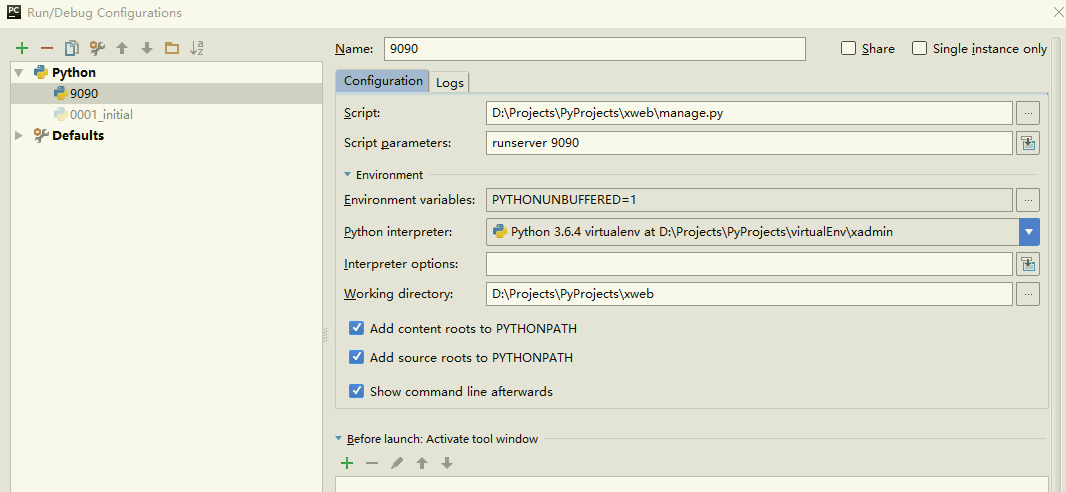 PC Run/Debug Configurations
Name: 9090 Share Single instance only
Python
9090
0001_initial
Defaults
Configuration Logs
Script: D:\Projects\PyProjects\xweb\manage.py ...
Script parameters: runserver 9090
Environment
Environment variables: PYTHONUNBUFFERED=1 ...
Python interpreter: Python 3.6.4 virtualenv at D:\Projects\PyProjects\virtualEnv\xadmin
Interpreter options:
Working directory: D:\Projects\PyProjects\xweb ...
Add content roots to PYTHONPATH
Add source roots to PYTHONPATH
Show command line afterwards
Before launch: Activate tool window